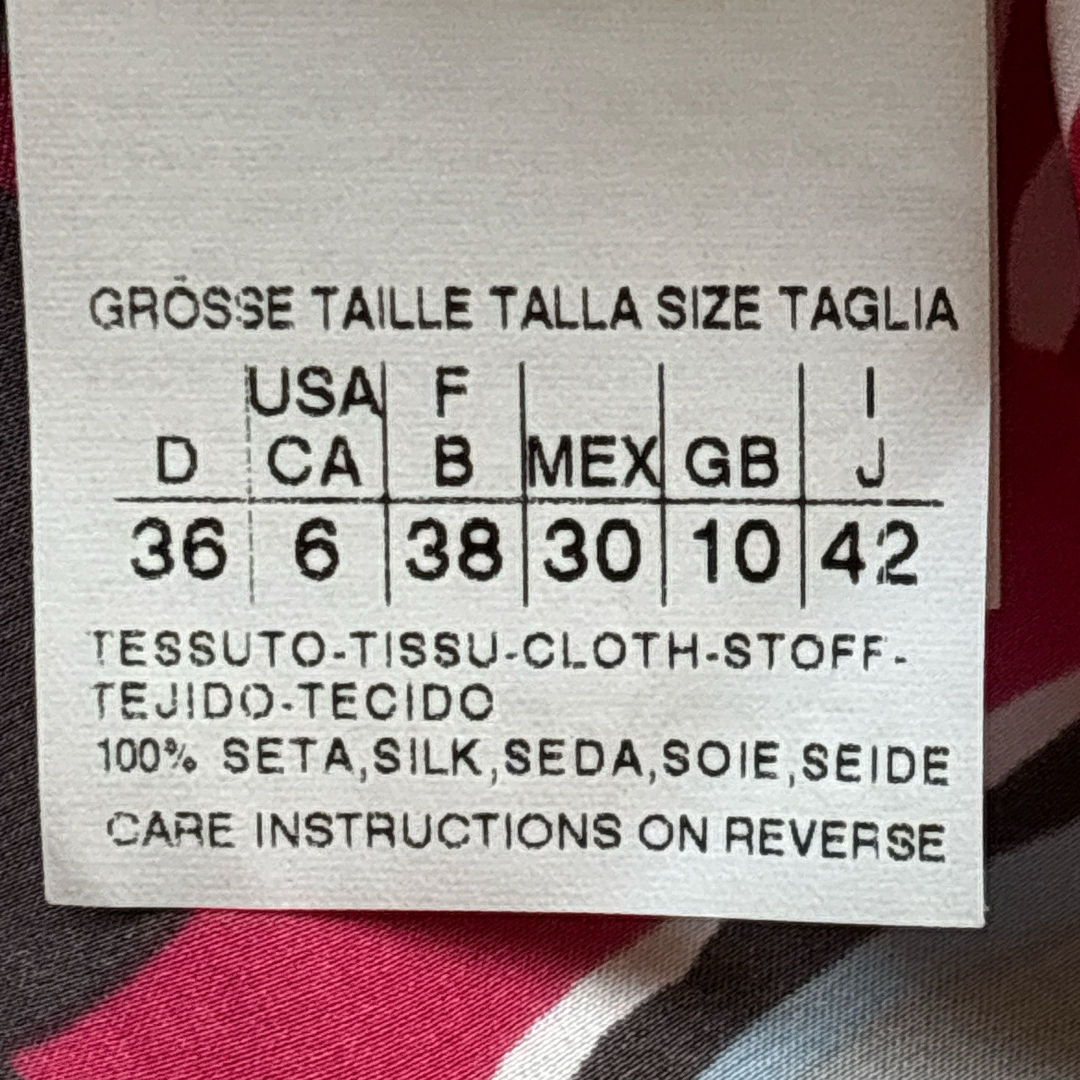 GRÖSSE TAILLE TALLA SIZE TAGLIA
USA F I
D CA B MEX GB J
36 6 38 30 10 42
TESSUTO-TISSU-CLOTH-STOFF-
TEJIDO-TECIDO
100% SETA,SILK,SEDA,SOIE,SEIDE
CARE INSTRUCTIONS ON REVERSE